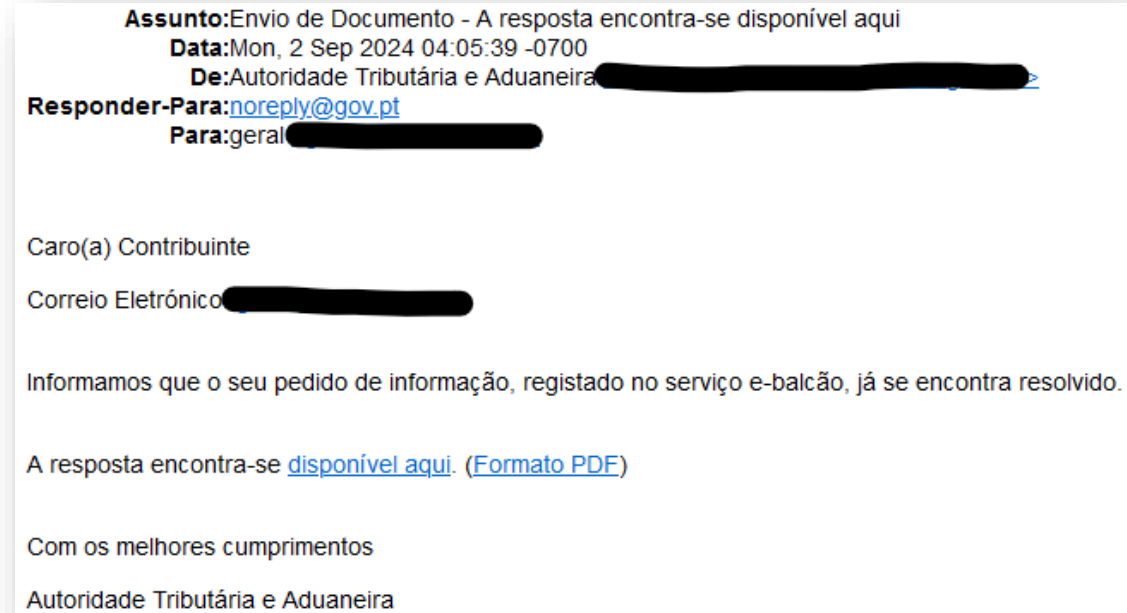 Assunto:Envio de Documento - A resposta encontra-se disponível aqui
Data:Mon, 2 Sep 2024 04:05:39 -0700
De:Autoridade Tributária e Aduaneira >
Responder-Para:noreply@gov.pt
Para:geral
Caro(a) Contribuinte
Correio Eletrónico
Informamos que o seu pedido de informação, registado no serviço e-balcão, já se encontra resolvido.
A resposta encontra-se disponível aqui. (Formato PDF)
Com os melhores cumprimentos
Autoridade Tributária e Aduaneira